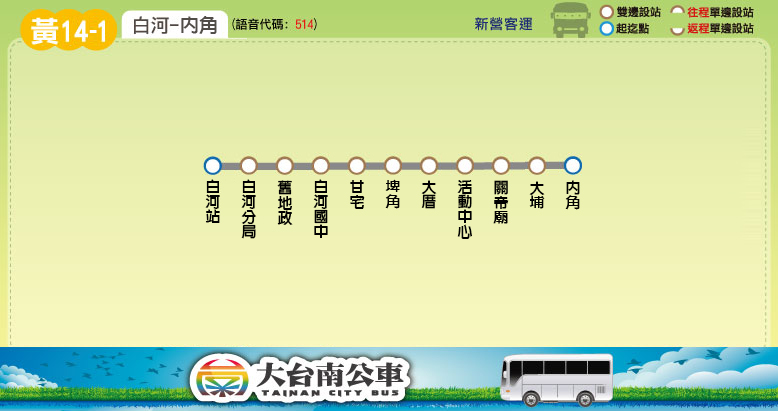 黃14-1
白河-內角
(語音代碼: 514)
新營客運
雙邊設站
往程單邊設站
起迄點
返程單邊設站
白河站
白河分局
舊地政
白河國中
甘宅
埤角
大厝
活動中心
關帝廟
大埔
內角
大台南公車
TAINAN CITY BUS